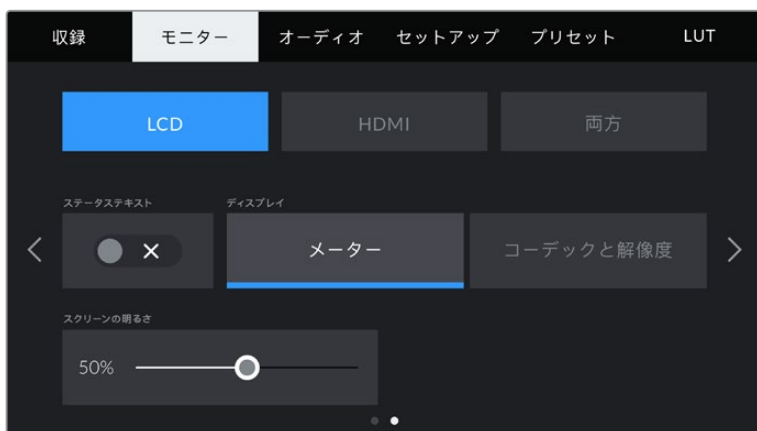 収録 モニター オーディオ セットアップ プリセット LUT
LCD HDMI 両方
ステータステキスト ディスプレイ
メーター コーデックと解像度
スクリーンの明るさ
50%